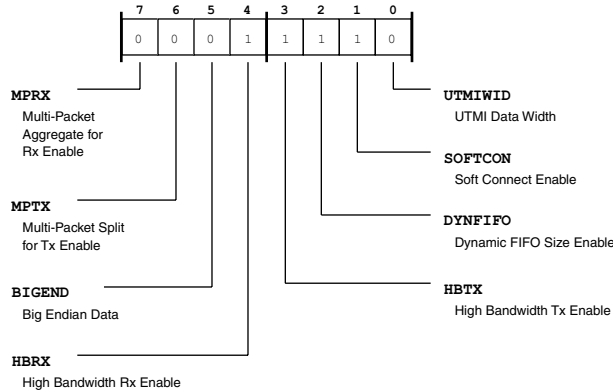 7 6 5 4 3 2 1 0
0 0 0 1 1 1 1 0
MPRX
Multi-Packet
Aggregate for
Rx Enable
MPTX
Multi-Packet Split
for Tx Enable
BIGEND
Big Endian Data
HBRX
High Bandwidth Rx Enable
UTMIWID
UTMI Data Width
SOFTCON
Soft Connect Enable
DYNFIFO
Dynamic FIFO Size Enable
HBTX
High Bandwidth Tx Enable